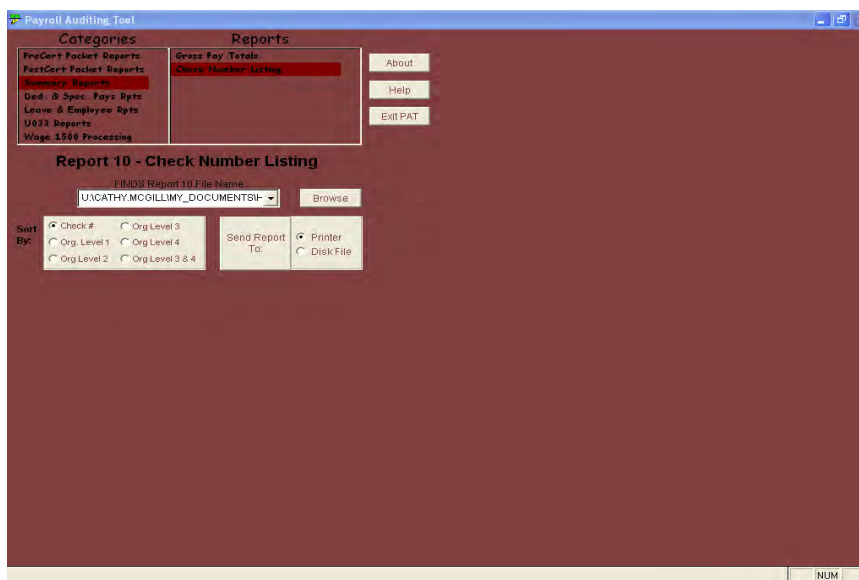 Payroll Auditing Tool
Categories Reports
PreCert Packet Reports Gross Pay Totals
PostCert Packet Reports Check Number Listing
Summary Reports
Ded. & Spec. Pays Rpts
Leave & Employee Rpts
U033 Reports
Wage 1500 Processing
About
Help
Exit PAT
Report 10 - Check Number Listing
FINDS Report 10 File Name
U:\CATHY.MCGILL\MY_DOCUMENTS\H
Browse
Sort By:
Check # Org Level 3
Org. Level 1 Org Level 4
Org Level 2 Org Level 3 & 4
Send Report To:
Printer
Disk File
NUM